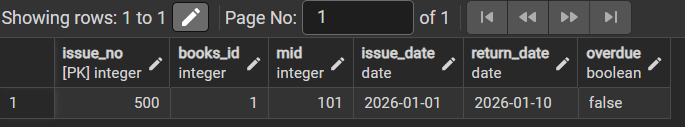 Showing rows: 1 to 1 Page No: 1 of 1
issue_no books_id mid issue_date return_date overdue
[PK] integer integer integer date date boolean
1 500 1 101 2026-01-01 2026-01-10 false